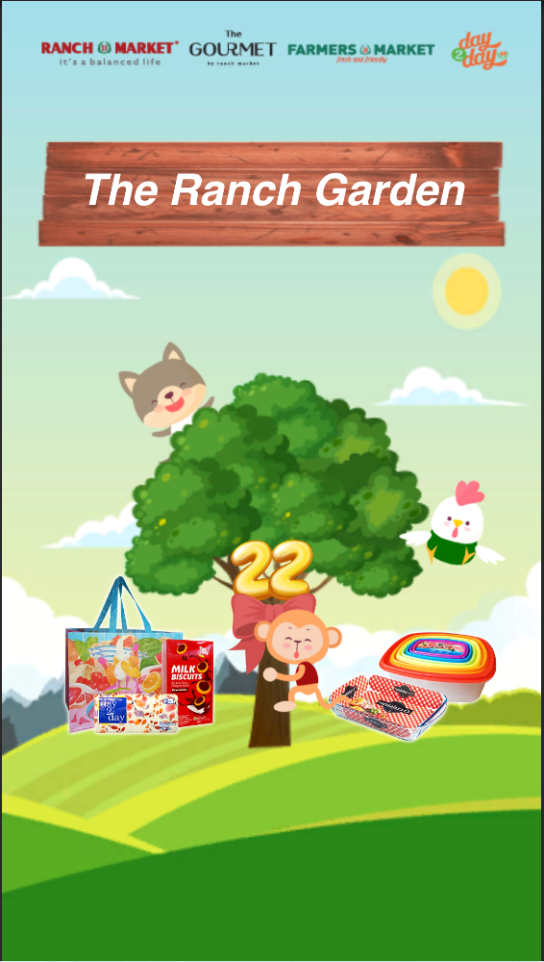 RANCH MARKET
it's a balanced life
The
GOURMET
by ranch market
FARMERS MARKET
fresh and friendly
day
2
day
The Ranch Garden
22
MILK
BISCUITS
day
2
day